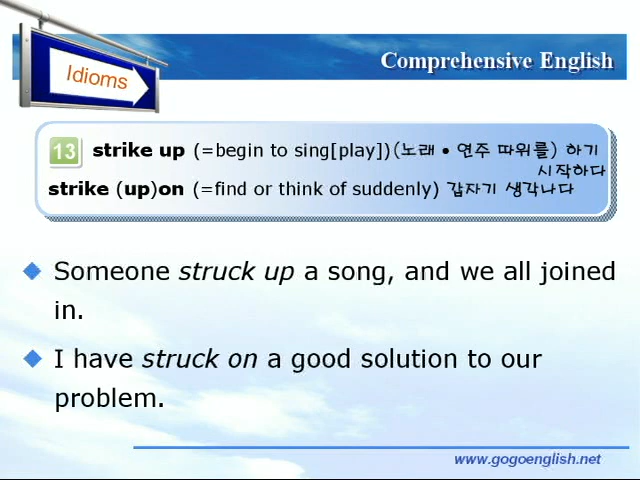 Idioms
Comprehensive English
13 strike up (=begin to sing[play])(노래 • 연주 따위를) 하기
시작하다
strike (up)on (=find or think of suddenly) 갑자기 생각나다
Someone struck up a song, and we all joined
in.
I have struck on a good solution to our
problem.
www.gogoenglish.net